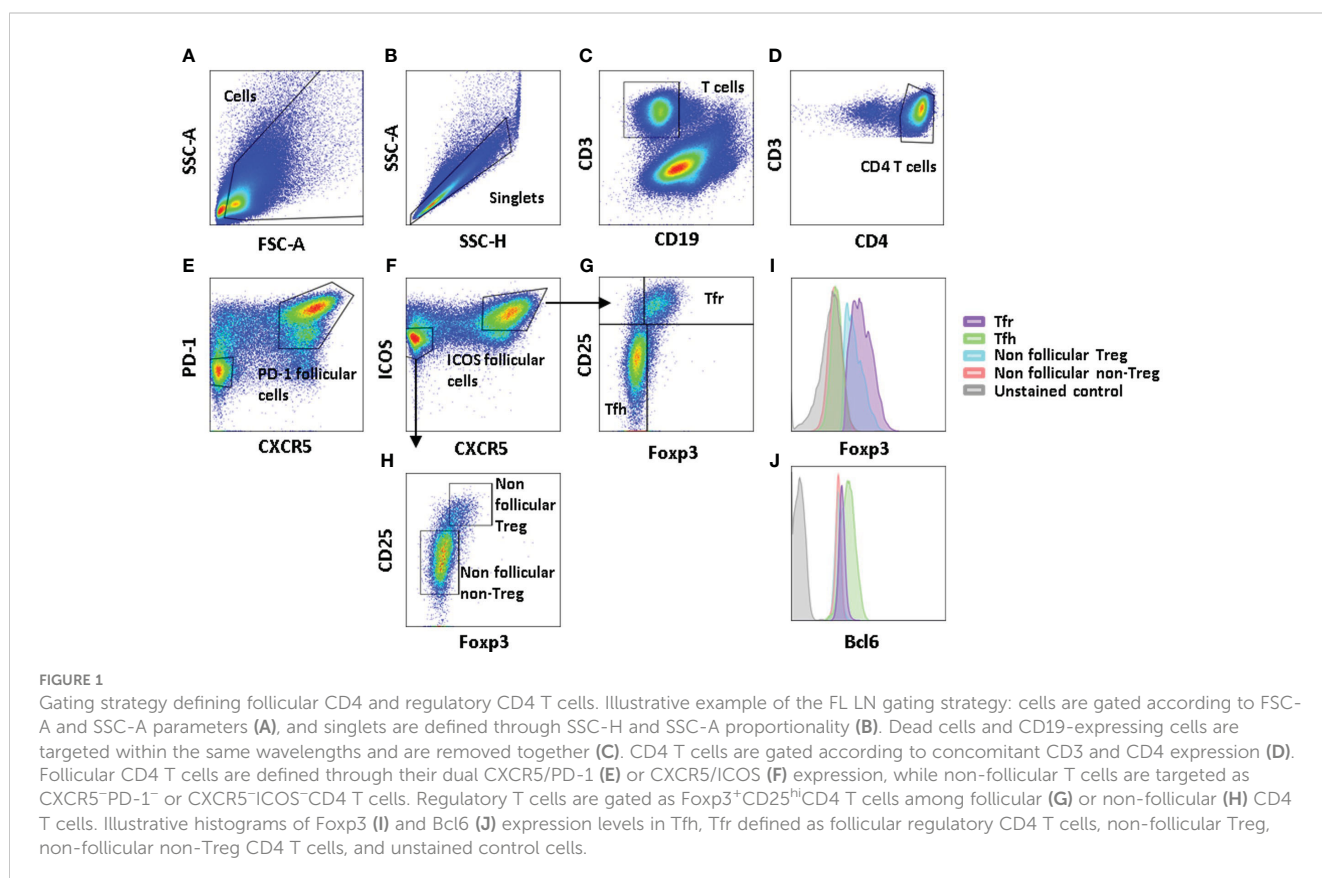 A
B
C
D
Cells
SSC-A
FSC-A
SSC-A
Singlets
SSC-H
T cells
CD3
CD19
CD3
CD4 T cells
CD4
E
F
G
I
PD-1
PD-1 follicular
cells
CXCR5
ICOS
ICOS follicular
cells
CXCR5
Tfr
CD25
Tfh
Foxp3
Foxp3
Tfr
Tfh
Non follicular Treg
Non follicular non-Treg
Unstained control
H
J
Non
follicular
Treg
CD25
Non follicular
non-Treg
Foxp3
Bcl6
FIGURE 1
Gating strategy defining follicular CD4 and regulatory CD4 T cells. Illustrative example of the FL LN gating strategy: cells are gated according to FSC-
A and SSC-A parameters (A), and singlets are defined through SSC-H and SSC-A proportionality (B). Dead cells and CD19-expressing cells are
targeted within the same wavelengths and are removed together (C). CD4 T cells are gated according to concomitant CD3 and CD4 expression (D).
Follicular CD4 T cells are defined through their dual CXCR5/PD-1 (E) or CXCR5/ICOS (F) expression, while non-follicular T cells are targeted as
CXCR5⁻PD-1⁻ or CXCR5⁻ICOS⁻CD4 T cells. Regulatory T cells are gated as Foxp3⁺CD25ʰⁱCD4 T cells among follicular (G) or non-follicular (H) CD4
T cells. Illustrative histograms of Foxp3 (I) and Bcl6 (J) expression levels in Tfh, Tfr defined as follicular regulatory CD4 T cells, non-follicular Treg,
non-follicular non-Treg CD4 T cells, and unstained control cells.